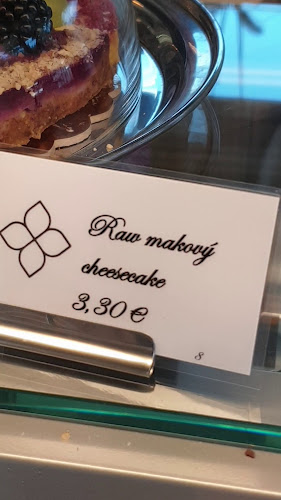 Raw makový
cheesecake
3,30 €
8